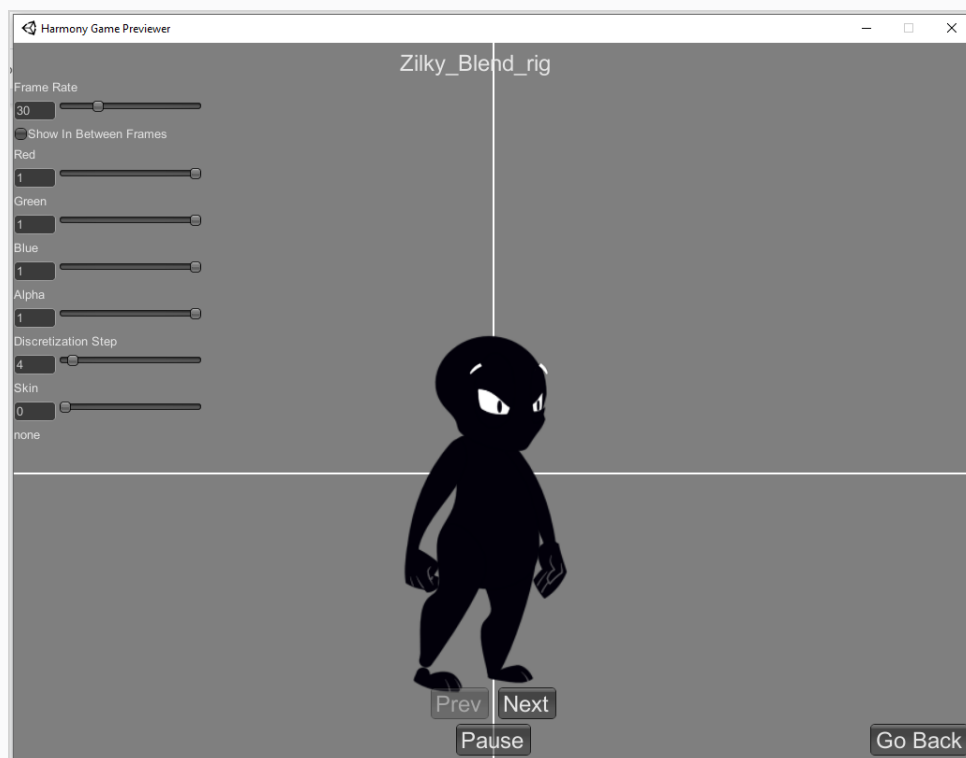 Harmony Game Previewer
Zilky_Blend_rig
Frame Rate
30
Show In Between Frames
Red
1
Green
1
Blue
1
Alpha
1
Discretization Step
4
Skin
0
none
Prev Next
Pause
Go Back